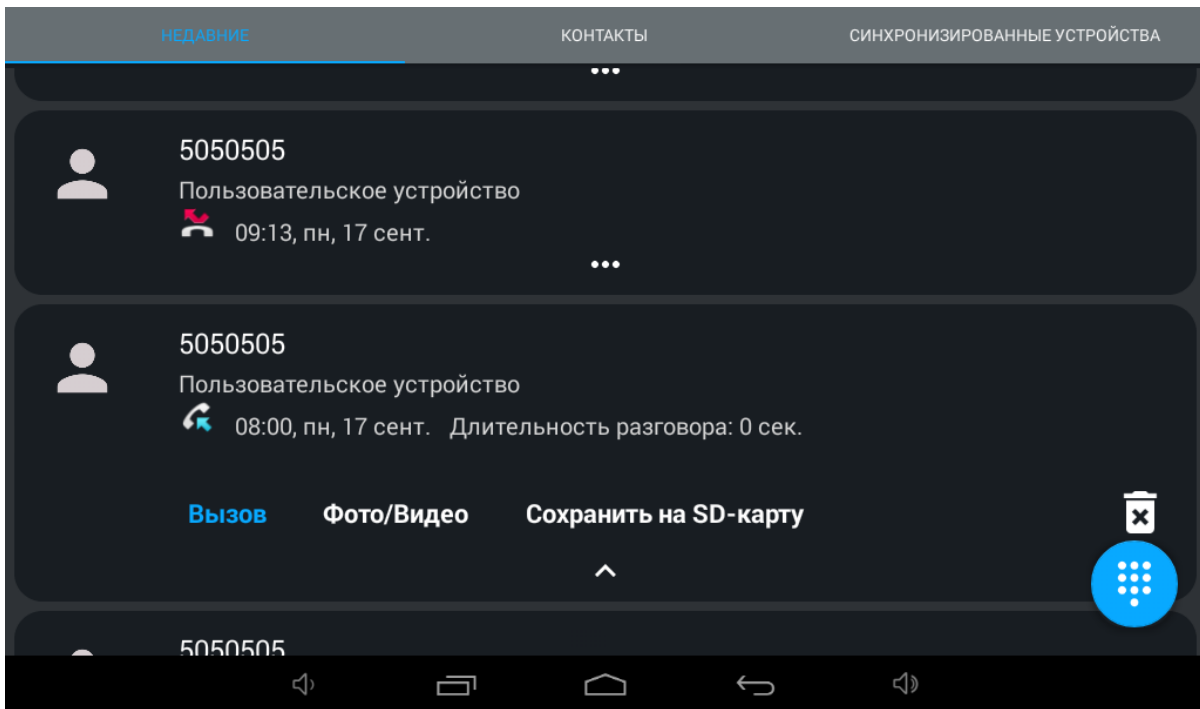 НЕДАВНИЕ
КОНТАКТЫ
СИНХРОНИЗИРОВАННЫЕ УСТРОЙСТВА
5050505
Пользовательское устройство
09:13, пн, 17 сент.
5050505
Пользовательское устройство
08:00, пн, 17 сент. Длительность разговора: 0 сек.
Вызов
Фото/Видео
Сохранить на SD-карту
5050505